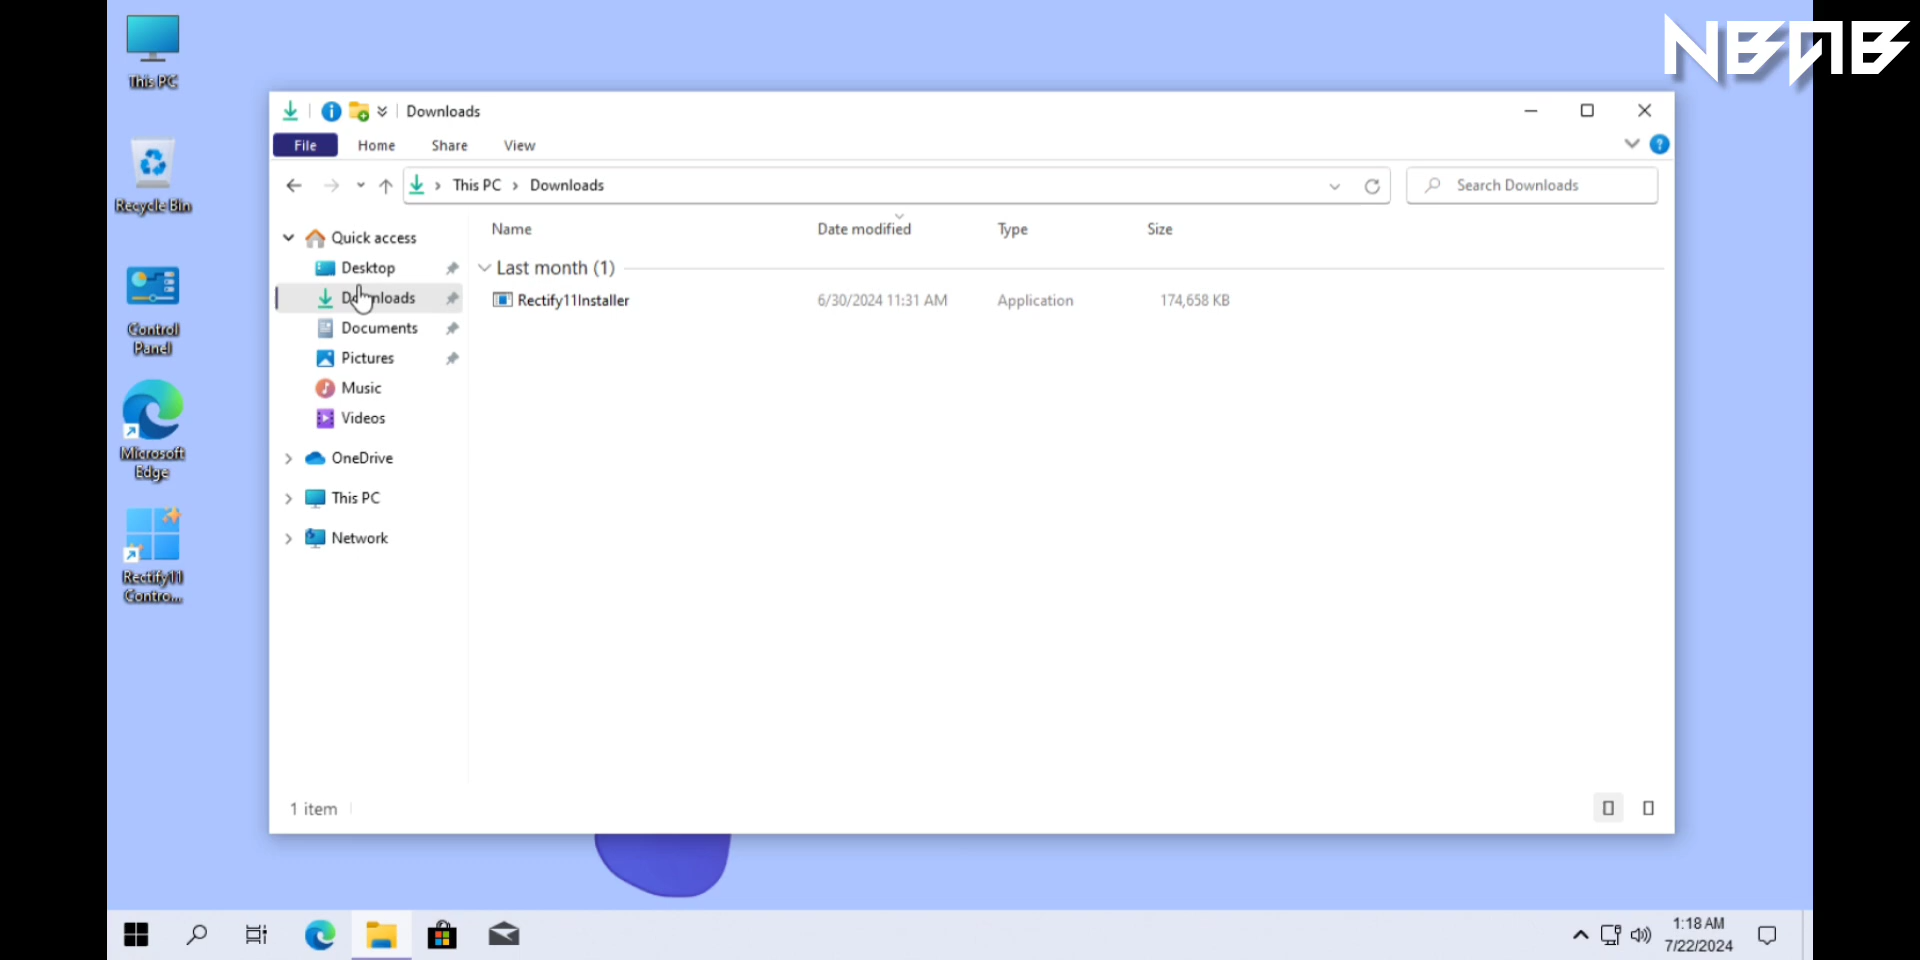 NBAB
This PC
Recycle Bin
Control
Panel
Microsoft
Edge
Rectify11
Contro...
Downloads
File Home Share View
This PC > Downloads
Search Downloads
Quick access
Desktop
Downloads
Documents
Pictures
Music
Videos
OneDrive
This PC
Network
Name Date modified Type Size
Last month (1)
Rectify11Installer 6/30/2024 11:31 AM Application 174,658 KB
1 item
1:18 AM
7/22/2024